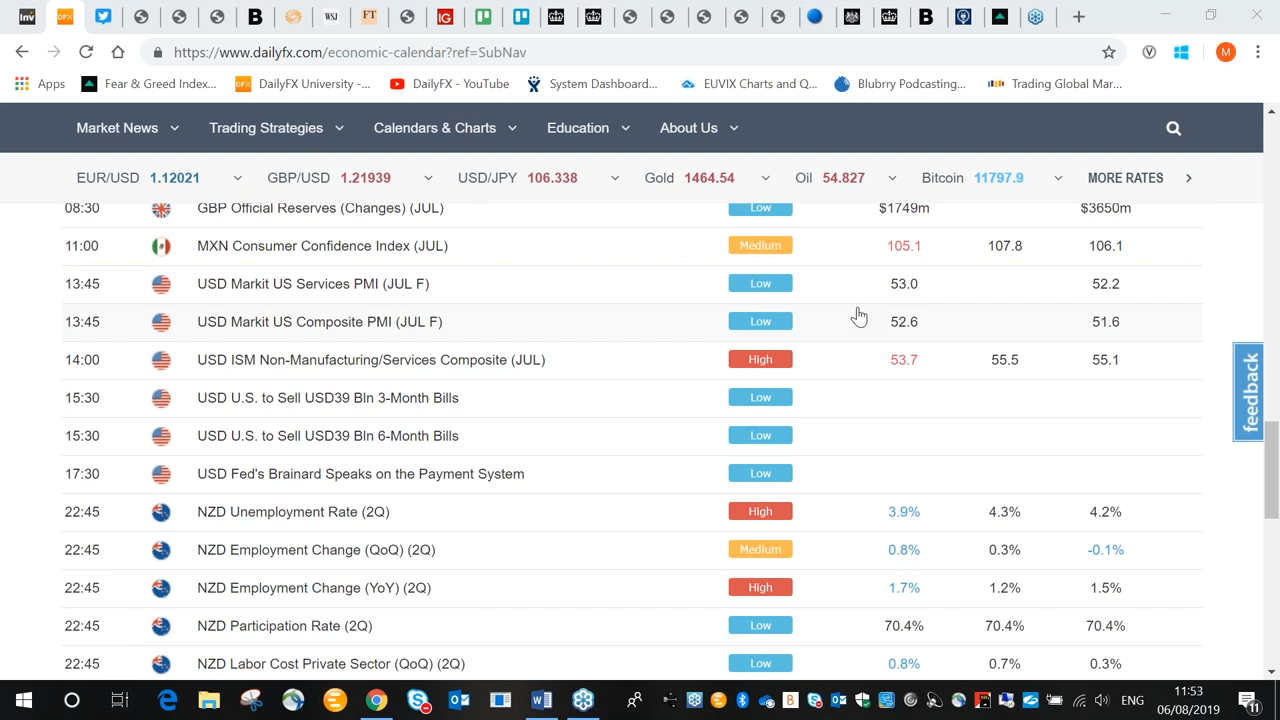 Inv DFX B WSJ FT IG B
https://www.dailyfx.com/economic-calendar?ref=SubNav M
Apps Fear & Greed Index... DFX DailyFX University -... DailyFX - YouTube System Dashboard... EUVIX Charts and Q... Blubrry Podcasting... Trading Global Mar...
Market News Trading Strategies Calendars & Charts Education About Us
EUR/USD 1.12021 GBP/USD 1.21939 USD/JPY 106.338 Gold 1464.54 Oil 54.827 Bitcoin 11797.9 MORE RATES
08:30 GBP Official Reserves (Changes) (JUL) Low $1749m $3650m
11:00 MXN Consumer Confidence Index (JUL) Medium 105.1 107.8 106.1
13:45 USD Markit US Services PMI (JUL F) Low 53.0 52.2
13:45 USD Markit US Composite PMI (JUL F) Low 52.6 51.6
14:00 USD ISM Non-Manufacturing/Services Composite (JUL) High 53.7 55.5 55.1
15:30 USD U.S. to Sell USD39 Bln 3-Month Bills Low
15:30 USD U.S. to Sell USD39 Bln 6-Month Bills Low
17:30 USD Fed's Brainard Speaks on the Payment System Low
22:45 NZD Unemployment Rate (2Q) High 3.9% 4.3% 4.2%
22:45 NZD Employment Change (QoQ) (2Q) Medium 0.8% 0.3% -0.1%
22:45 NZD Employment Change (YoY) (2Q) High 1.7% 1.2% 1.5%
22:45 NZD Participation Rate (2Q) Low 70.4% 70.4% 70.4%
22:45 NZD Labor Cost Private Sector (QoQ) (2Q) Low 0.8% 0.7% 0.3%
feedback
ENG 11:53
06/08/2019 11